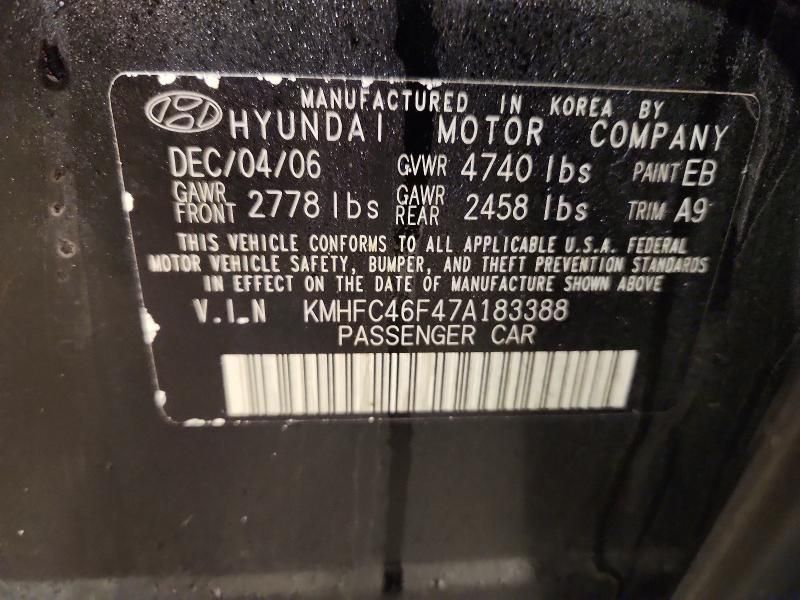 MANUFACTURED IN KOREA BY
HYUNDAI MOTOR COMPANY
DEC/04/06 GVWR 4740 lbs PAINT EB
GAWR FRONT 2778 lbs GAWR REAR 2458 lbs TRIM A9
THIS VEHICLE CONFORMS TO ALL APPLICABLE U.S.A. FEDERAL
MOTOR VEHICLE SAFETY, BUMPER, AND THEFT PREVENTION STANDARDS
IN EFFECT ON THE DATE OF MANUFACTURE SHOWN ABOVE
V.I.N KMHFC46F47A183388
PASSENGER CAR